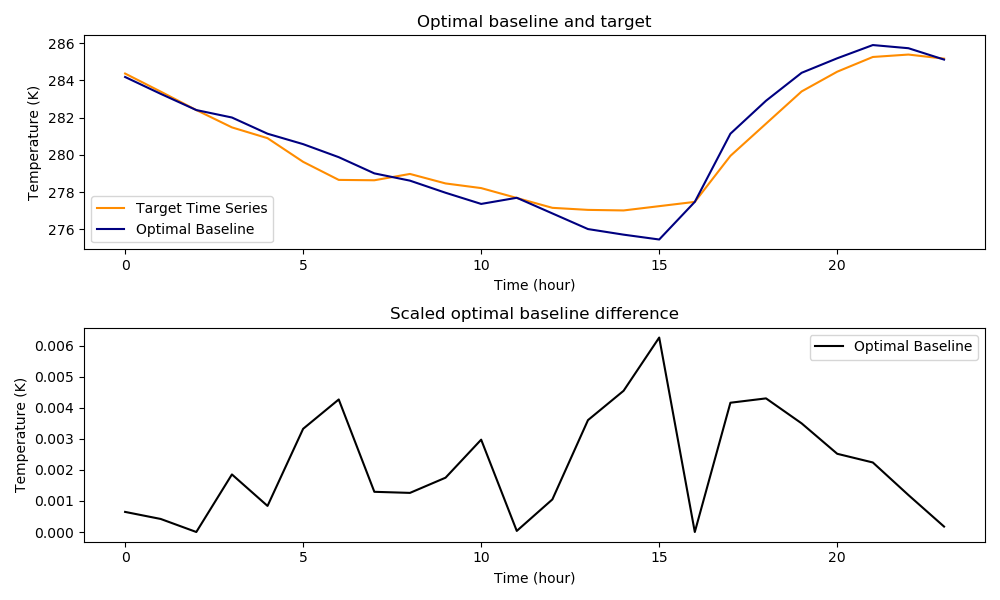 Optimal baseline and target
Temperature (K)
286
284
282
280
278
276
Target Time Series
Optimal Baseline
0 5 10 15 20
Time (hour)
Scaled optimal baseline difference
Temperature (K)
0.006
0.005
0.004
0.003
0.002
0.001
0.000
Optimal Baseline
0 5 10 15 20
Time (hour)